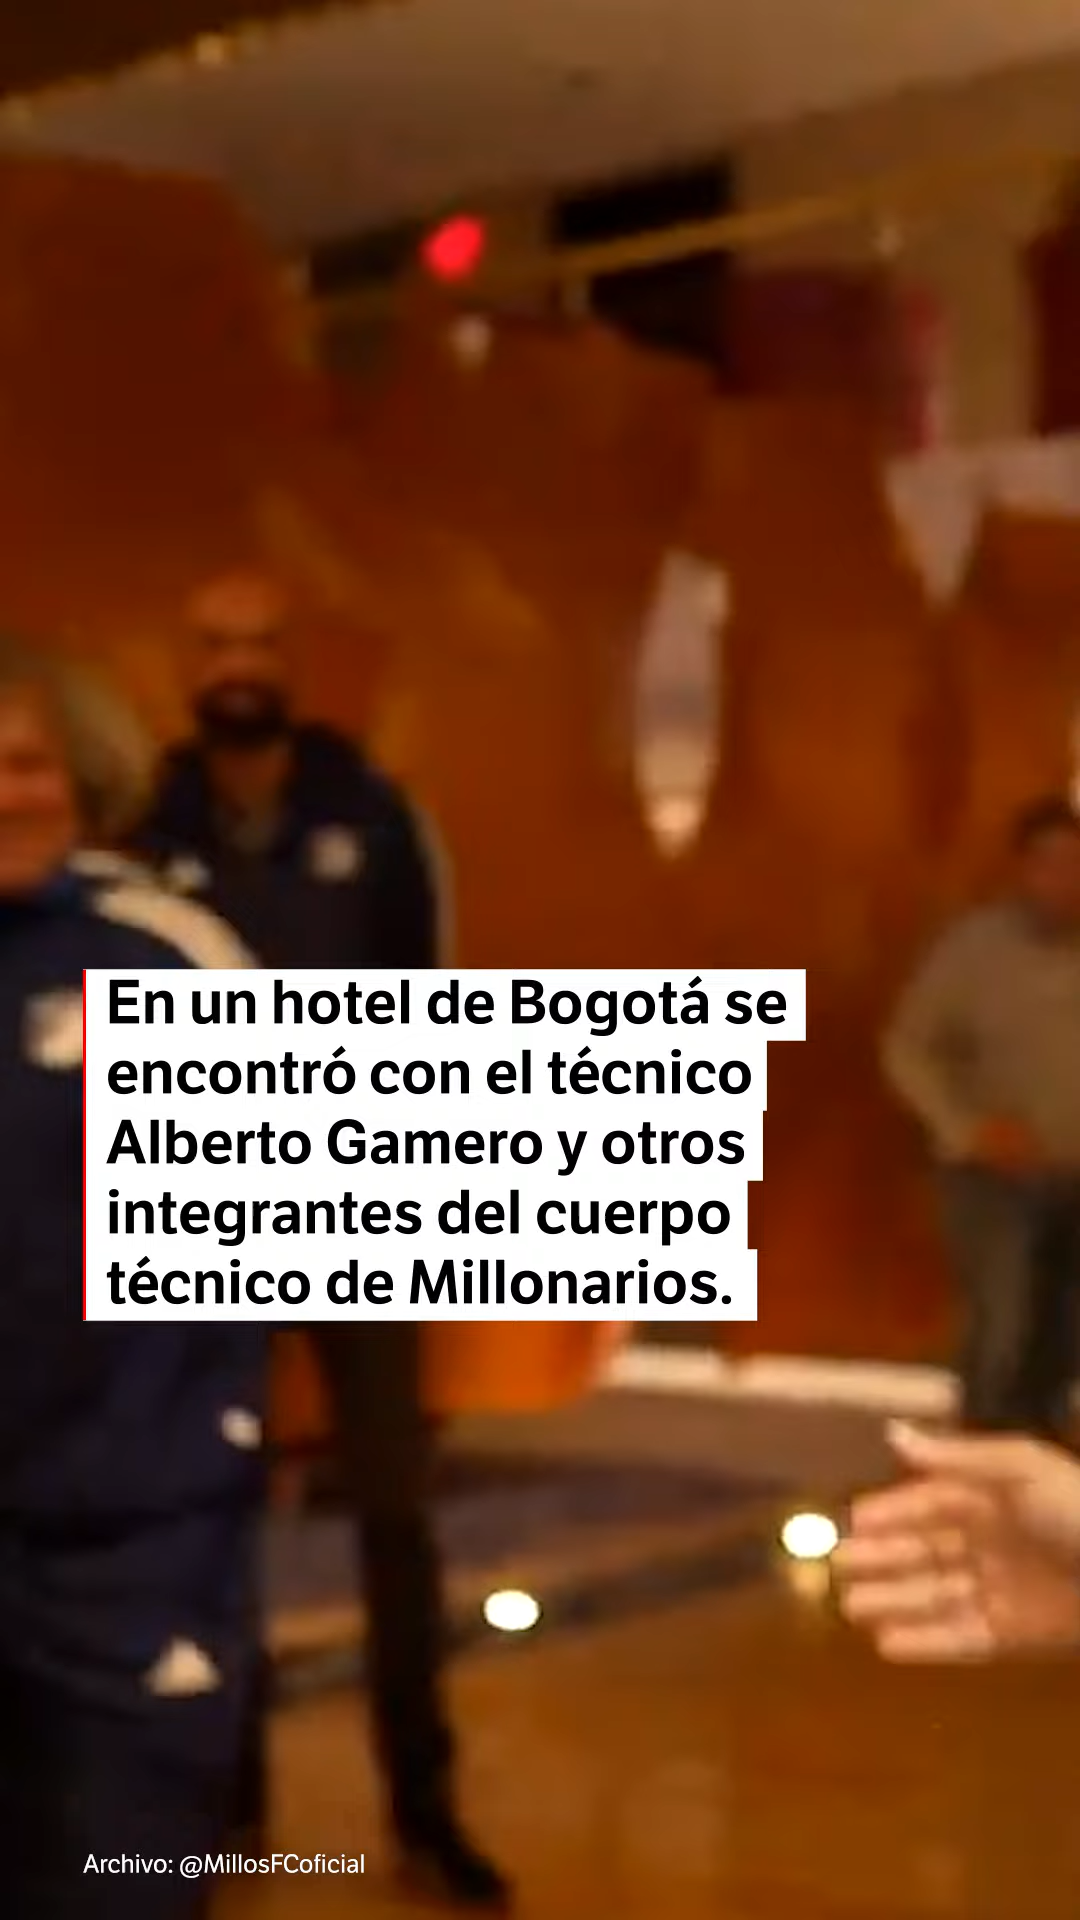 En un hotel de Bogotá se
encontró con el técnico
Alberto Gamero y otros
integrantes del cuerpo
técnico de Millonarios.
Archivo: @MillosFCoficial